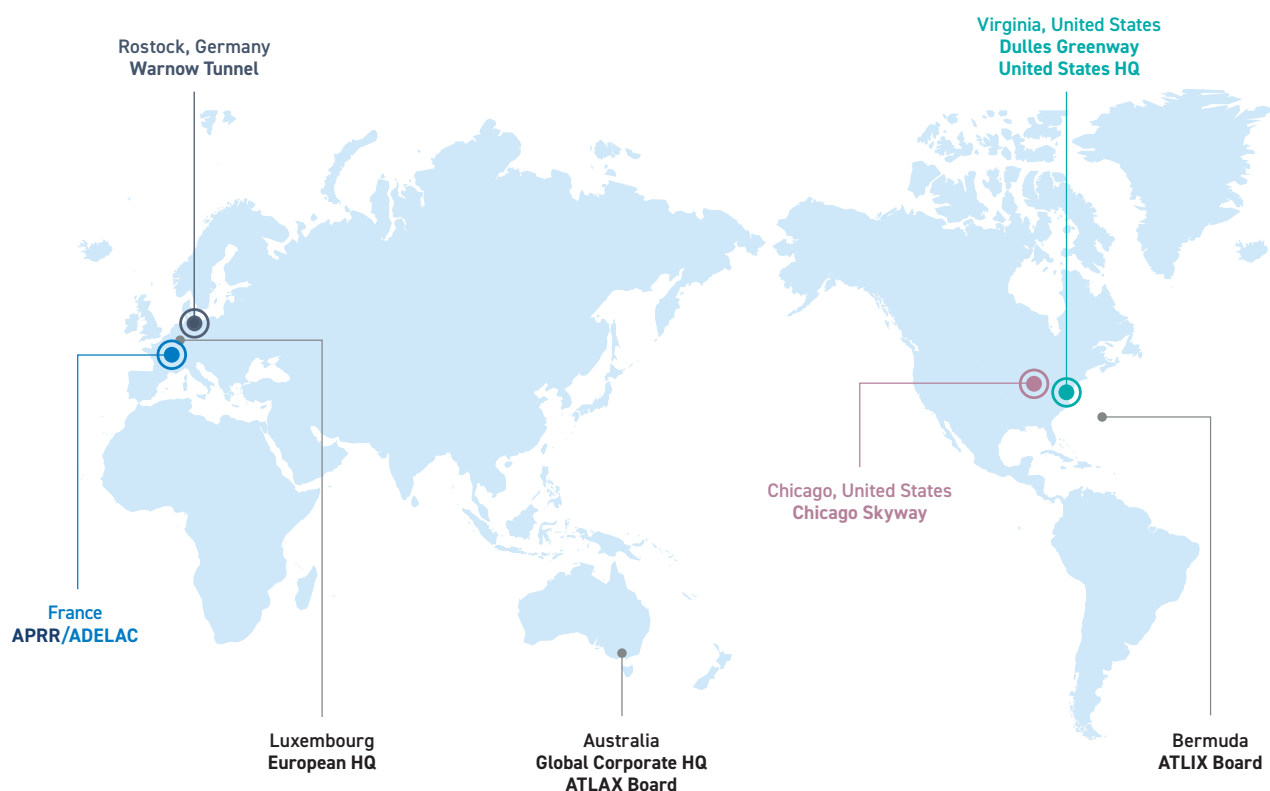 Rostock, Germany
Warnow Tunnel
Virginia, United States
Dulles Greenway
United States HQ
Chicago, United States
Chicago Skyway
France
APRR/ADELAC
Luxembourg
European HQ
Australia
Global Corporate HQ
ATLAX Board
Bermuda
ATLIX Board